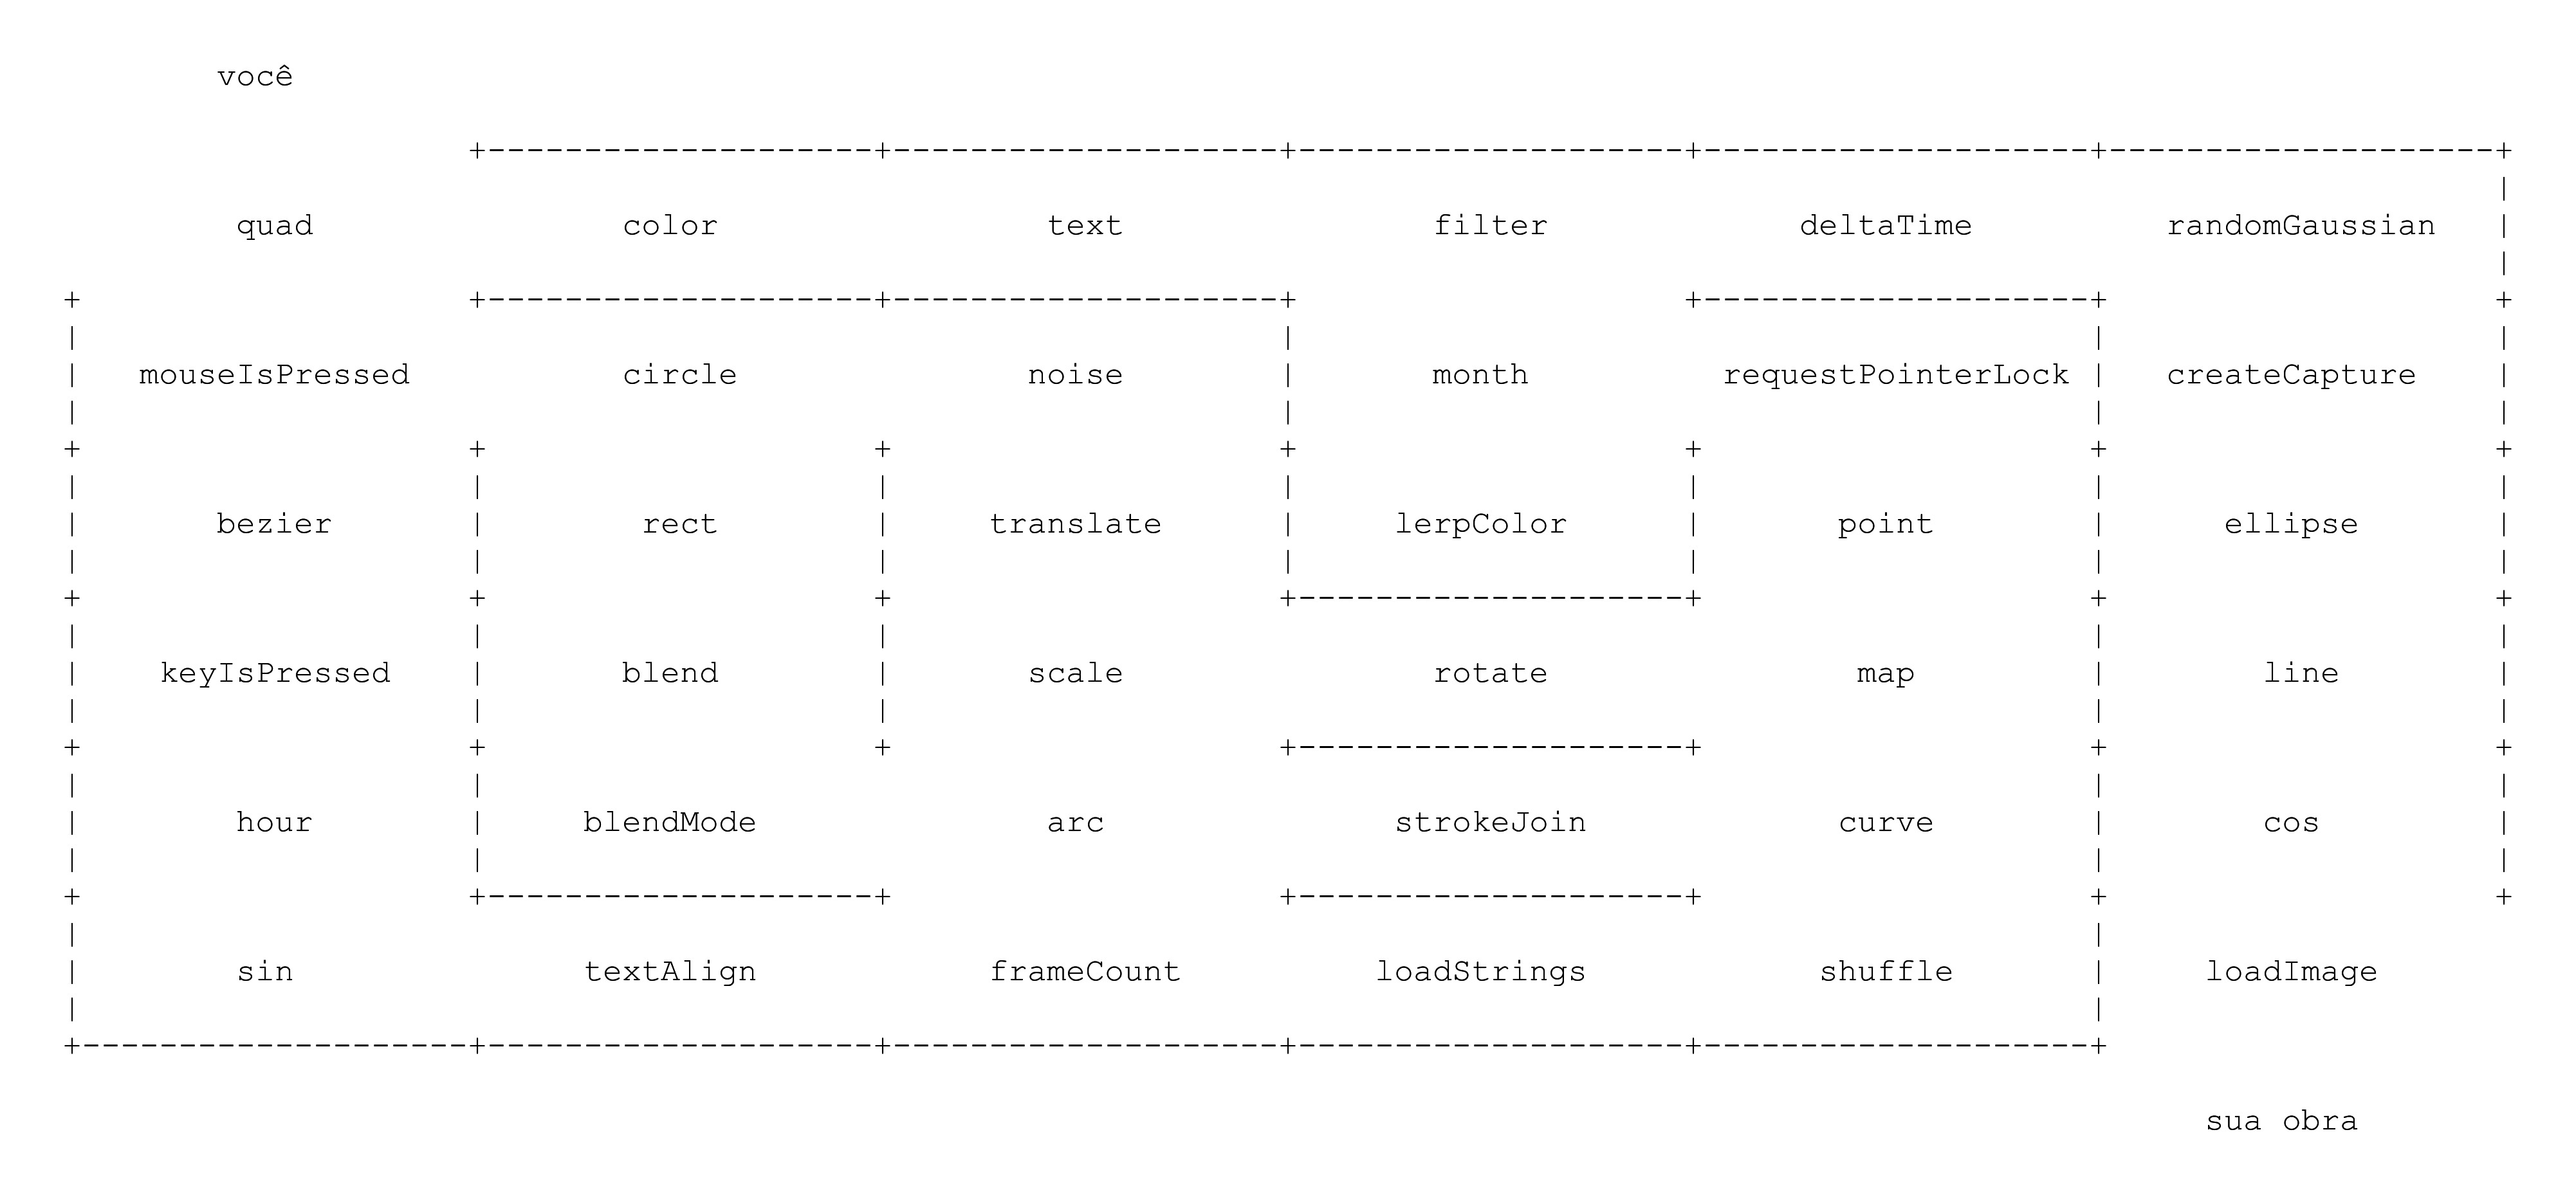 você
quad color text filter deltaTime randomGaussian
mouseIsPressed circle noise month requestPointerLock createCapture
bezier rect translate lerpColor point ellipse
keyIsPressed blend scale rotate map line
hour blendMode arc strokeJoin curve cos
sin textAlign frameCount loadStrings shuffle loadImage
sua obra